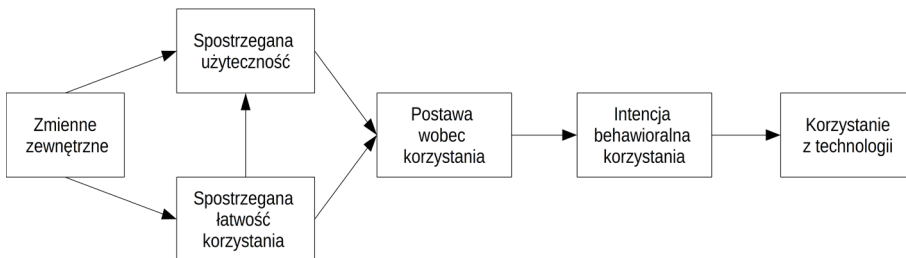 Zmienne
zewnętrzne
Spostrzegana
użyteczność
Spostrzegana
łatwość
korzystania
Postawa
wobec
korzystania
Intencja
behawioralna
korzystania
Korzystanie
z technologii